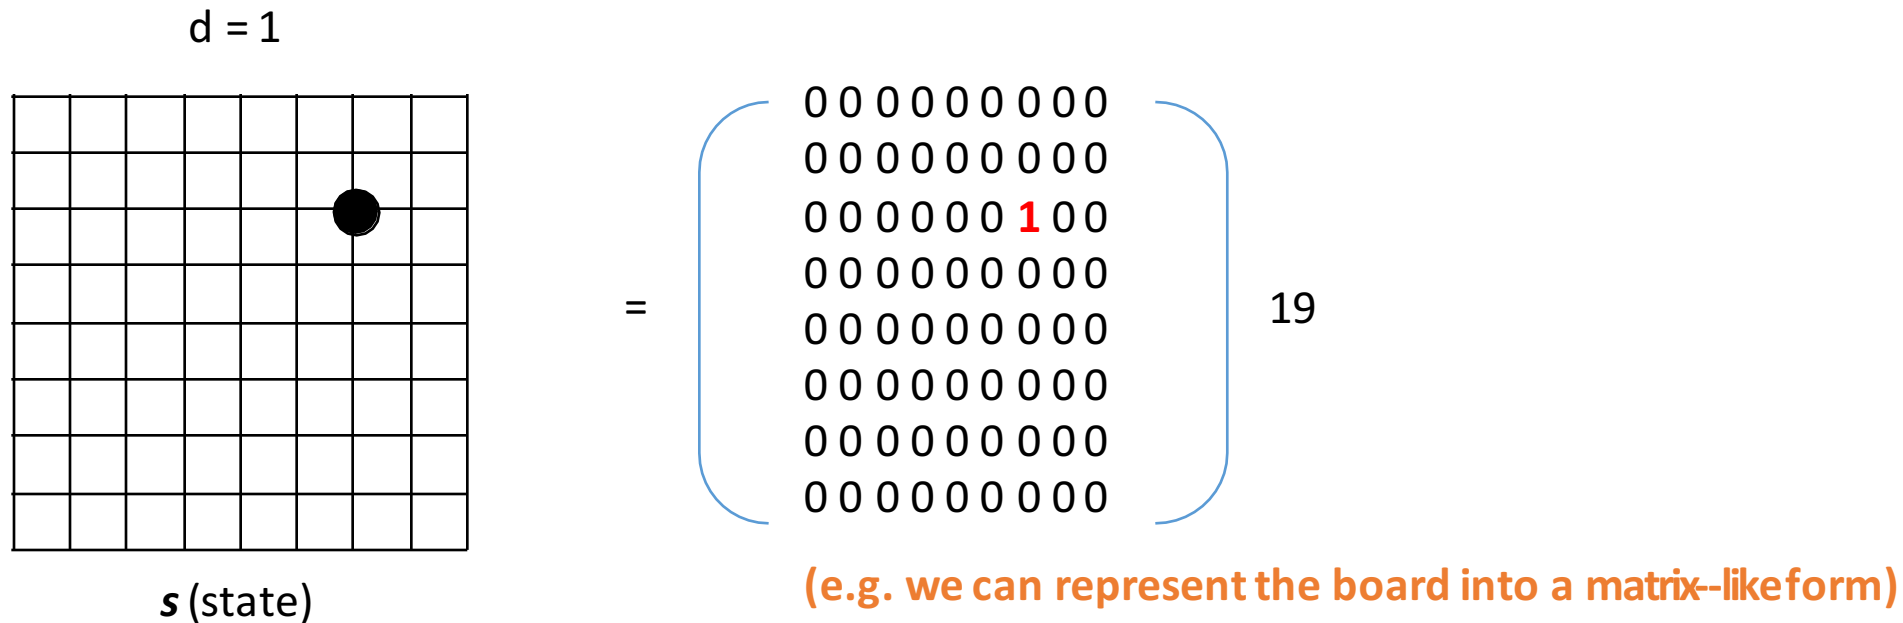 d = 1
0 0 0 0 0 0 0 0 0
0 0 0 0 0 0 0 0 0
0 0 0 0 0 0 1 0 0
0 0 0 0 0 0 0 0 0
= 19
0 0 0 0 0 0 0 0 0
0 0 0 0 0 0 0 0 0
0 0 0 0 0 0 0 0 0
0 0 0 0 0 0 0 0 0
s (state)
(e.g. we can represent the board into a matrix--like form)